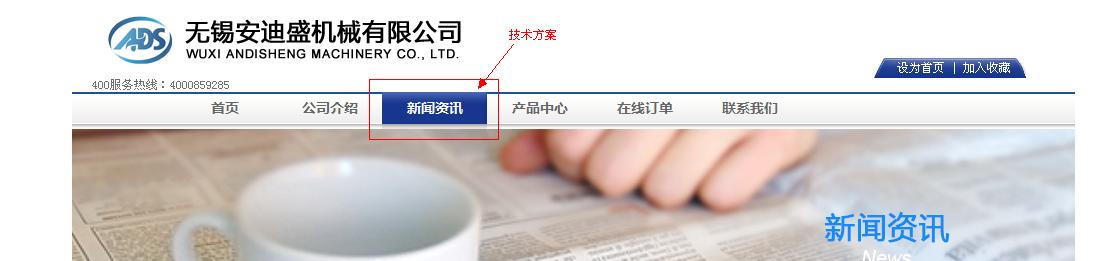 ADS
无锡安迪盛机械有限公司
WUXI ANDISHENG MACHINERY CO., LTD.
技术方案
设为首页 | 加入收藏
400服务热线：4000859285
首页 公司介绍 新闻资讯 产品中心 在线订单 联系我们
新闻资讯
News